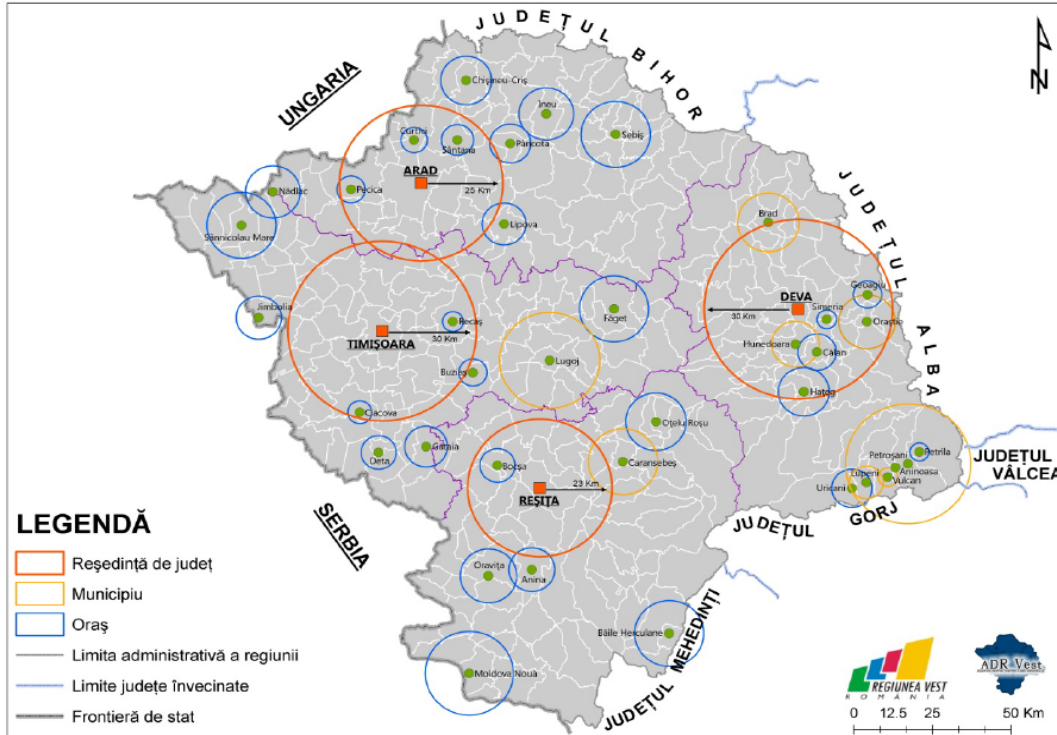 JUDEȚUL BIHOR
UNGARIA
Chișineu-Criș
Ineu
Sebiș
Curtici
Sântana
Pâncota
ARAD
25 Km
Pecica
Nădlac
Lipova
Sânnicolau Mare
JUDEȚUL ALBA
Brad
DEVA
30 Km
Geoagiu
Simeria
Orăștie
Hunedoara
Călan
Hațeg
Jimbolia
Făget
Recaș
TIMIȘOARA
30 Km
Lugoj
Buziaș
Ciacova
Oțelu Roșu
Gătaia
Deta
Bocșa
Caransebeș
23 Km
REȘIȚA
Petroșani
Petrila
Aninoasa
Lupeni
Vulcan
Uricani
JUDEȚUL
VÂLCEA
JUDEȚUL GORJ
SERBIA
Oravița
Anina
Băile Herculane
JUDEȚUL MEHEDINȚI
Moldova Nouă
LEGENDĂ
Reşedinţă de judeţ
Municipiu
Oraş
Limita administrativă a regiunii
Limite județe învecinate
Frontieră de stat
REGIUNEA VEST
ROMÂNIA
ADR Vest
0 12.5 25 50 Km